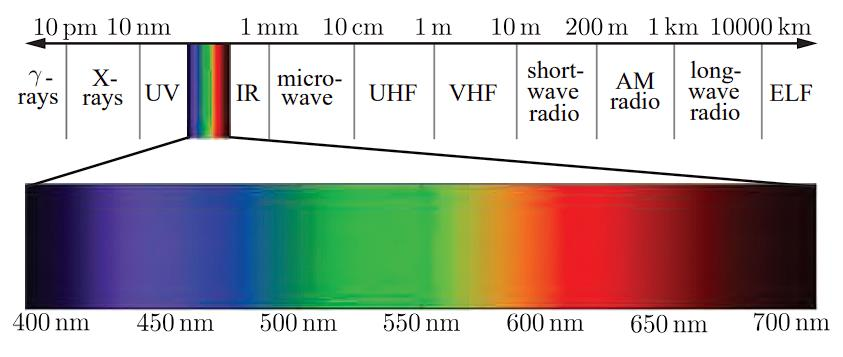 10 pm 10 nm 1 mm 10 cm 1 m 10 m 200 m 1 km 10000 km
γ-
rays
X-
rays
UV
IR
micro-
wave
UHF
VHF
short-
wave
radio
AM
radio
long-
wave
radio
ELF
400 nm 450 nm 500 nm 550 nm 600 nm 650 nm 700 nm